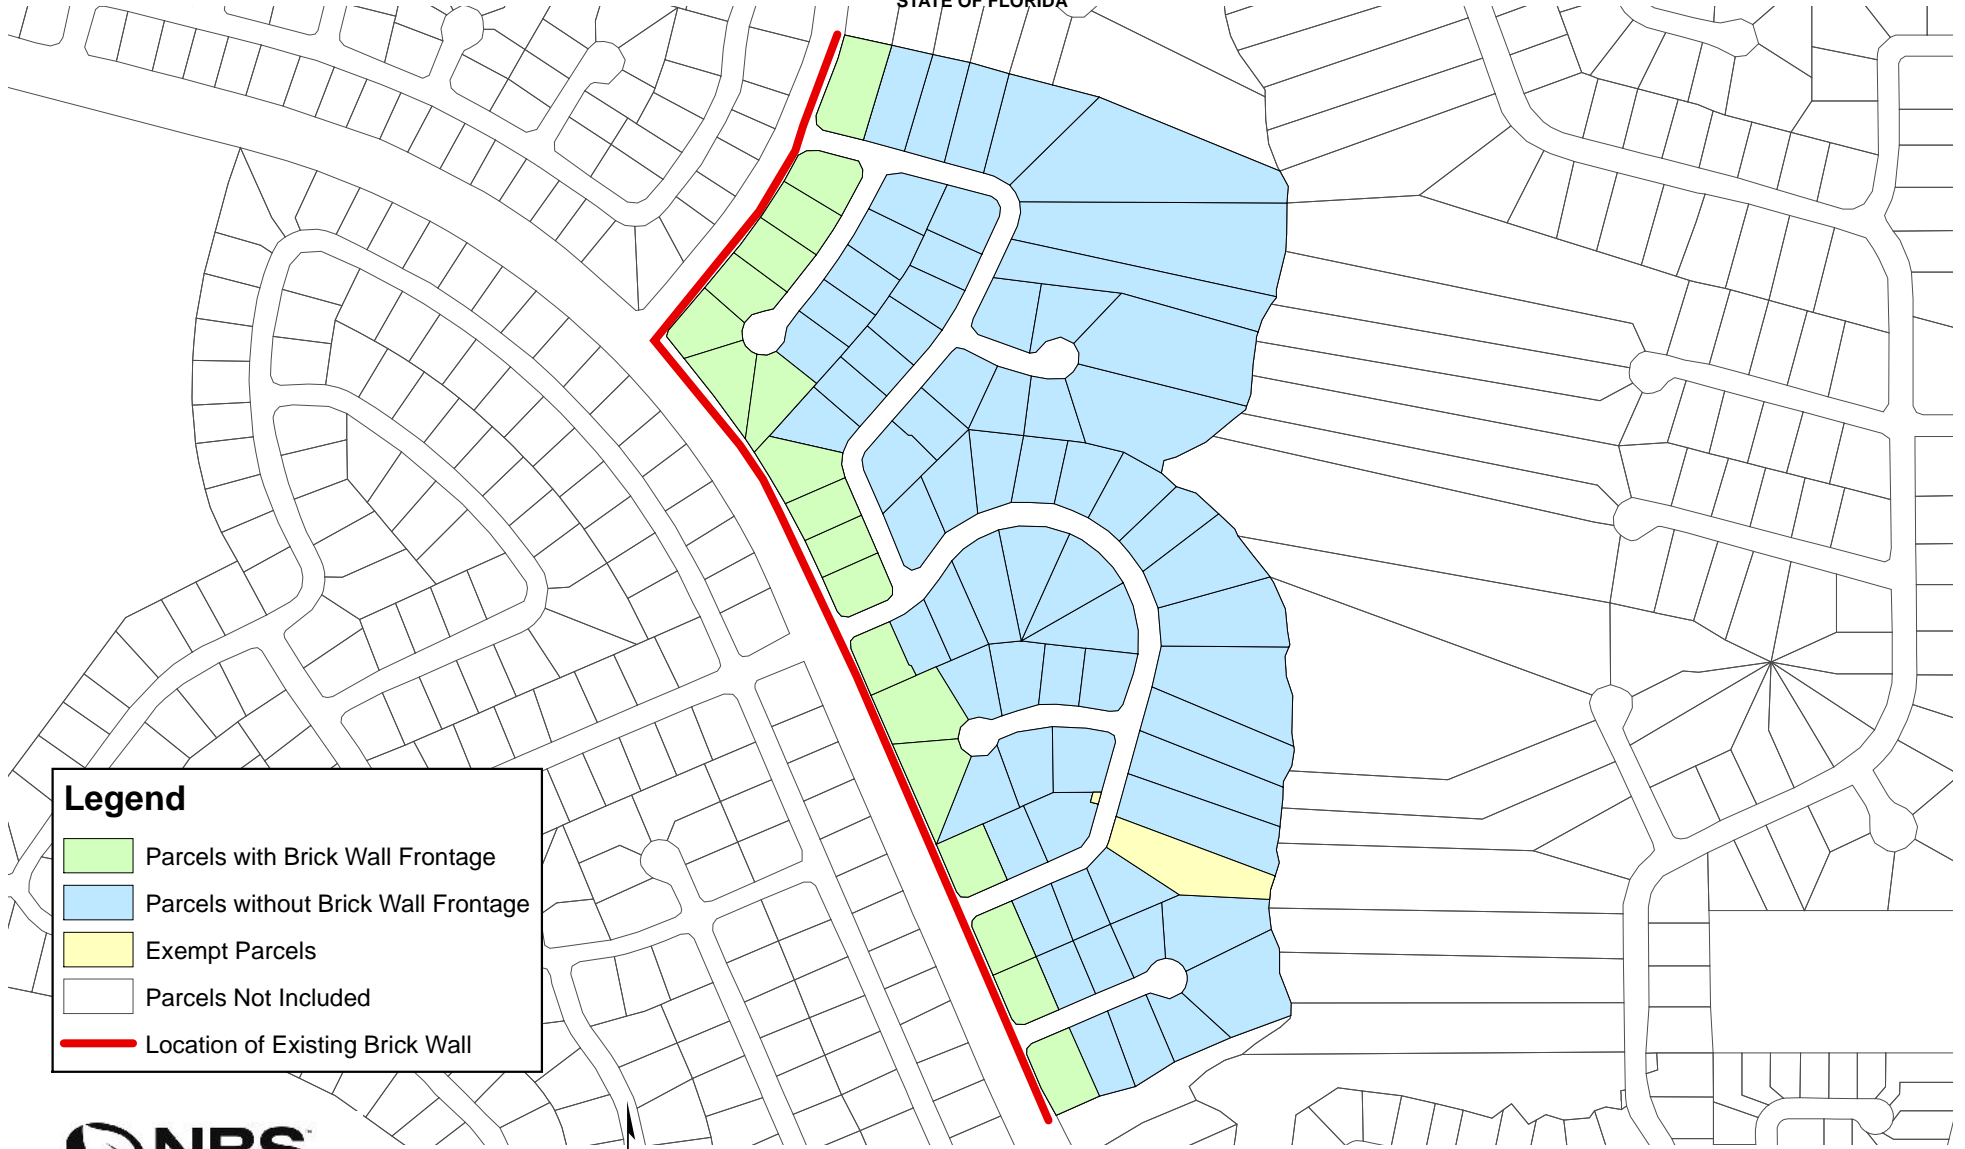 STATE OF FLORIDA
Legend
Parcels with Brick Wall Frontage
Parcels without Brick Wall Frontage
Exempt Parcels
Parcels Not Included
Location of Existing Brick Wall
NBS